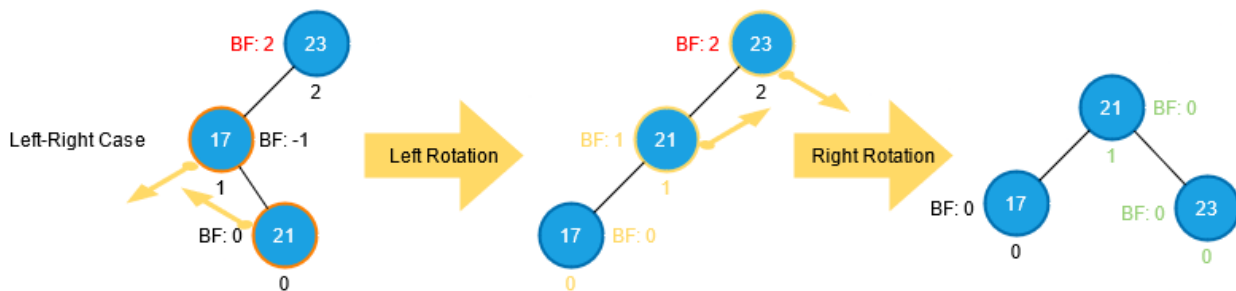 BF: 2
23
2
Left-Right Case
17
BF: -1
1
BF: 0
21
0
Left Rotation
BF: 2
23
2
BF: 1
21
1
17
BF: 0
0
Right Rotation
21
BF: 0
1
BF: 0
17
0
BF: 0
23
0